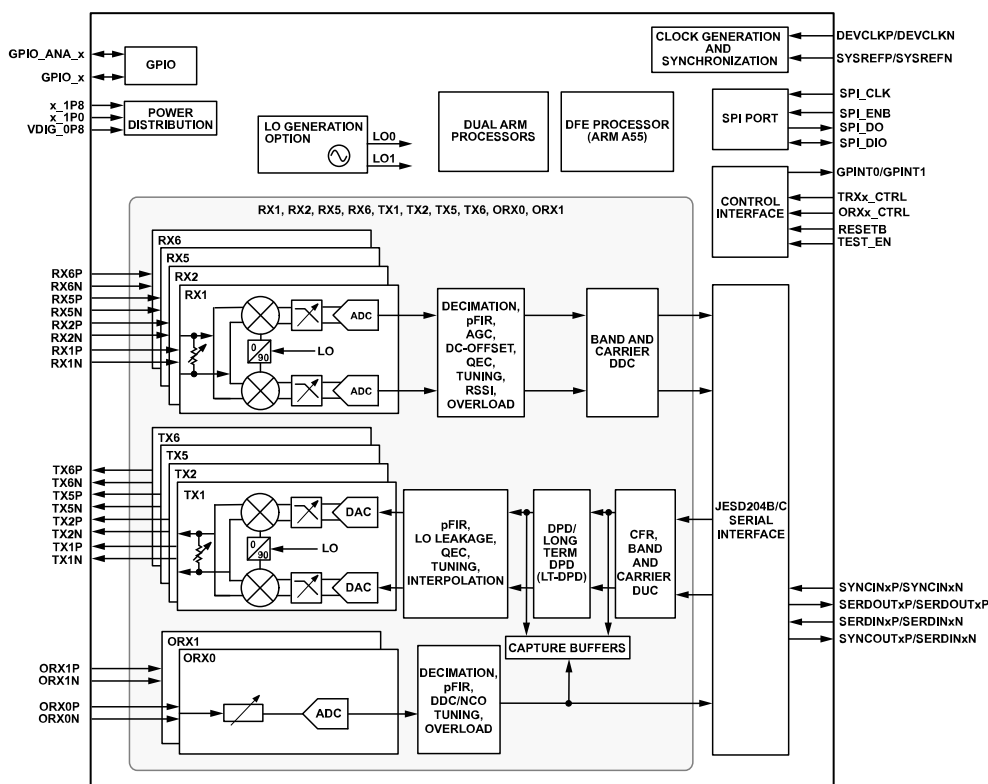 GPIO_ANA_x
GPIO_x
GPIO
x_1P8
x_1P0
VDIG_0P8
POWER
DISTRIBUTION
LO GENERATION
OPTION
LO0
LO1
DUAL ARM
PROCESSORS
DFE PROCESSOR
(ARM A55)
CLOCK GENERATION
AND
SYNCHRONIZATION
DEVCLKP/DEVCLKN
SYSREFP/SYSREFN
SPI PORT
SPI_CLK
SPI_ENB
SPI_DO
SPI_DIO
CONTROL
INTERFACE
GPINT0/GPINT1
TRXx_CTRL
ORXx_CTRL
RESETB
TEST_EN
RX1, RX2, RX5, RX6, TX1, TX2, TX5, TX6, ORX0, ORX1
RX6P
RX6N
RX5P
RX5N
RX2P
RX2N
RX1P
RX1N
RX6
RX5
RX2
RX1
0
90
LO
ADC
ADC
DECIMATION,
pFIR,
AGC,
DC-OFFSET,
QEC,
TUNING,
RSSI,
OVERLOAD
BAND AND
CARRIER
DDC
TX6P
TX6N
TX5P
TX5N
TX2P
TX2N
TX1P
TX1N
TX6
TX5
TX2
TX1
0
90
LO
DAC
DAC
pFIR,
LO LEAKAGE,
QEC,
TUNING,
INTERPOLATION
DPD/
LONG
TERM
DPD
(LT-DPD)
CFR,
BAND
AND
CARRIER
DUC
CAPTURE BUFFERS
JESD204B/C
SERIAL
INTERFACE
SYNCINxP/SYNCINxN
SERDOUTxP/SERDOUTxP
SERDINxP/SERDINxN
SYNCOUTxP/SERDINxN
ORX1P
ORX1N
ORX0P
ORX0N
ORX1
ORX0
ADC
DECIMATION,
pFIR,
DDC/NCO
TUNING,
OVERLOAD